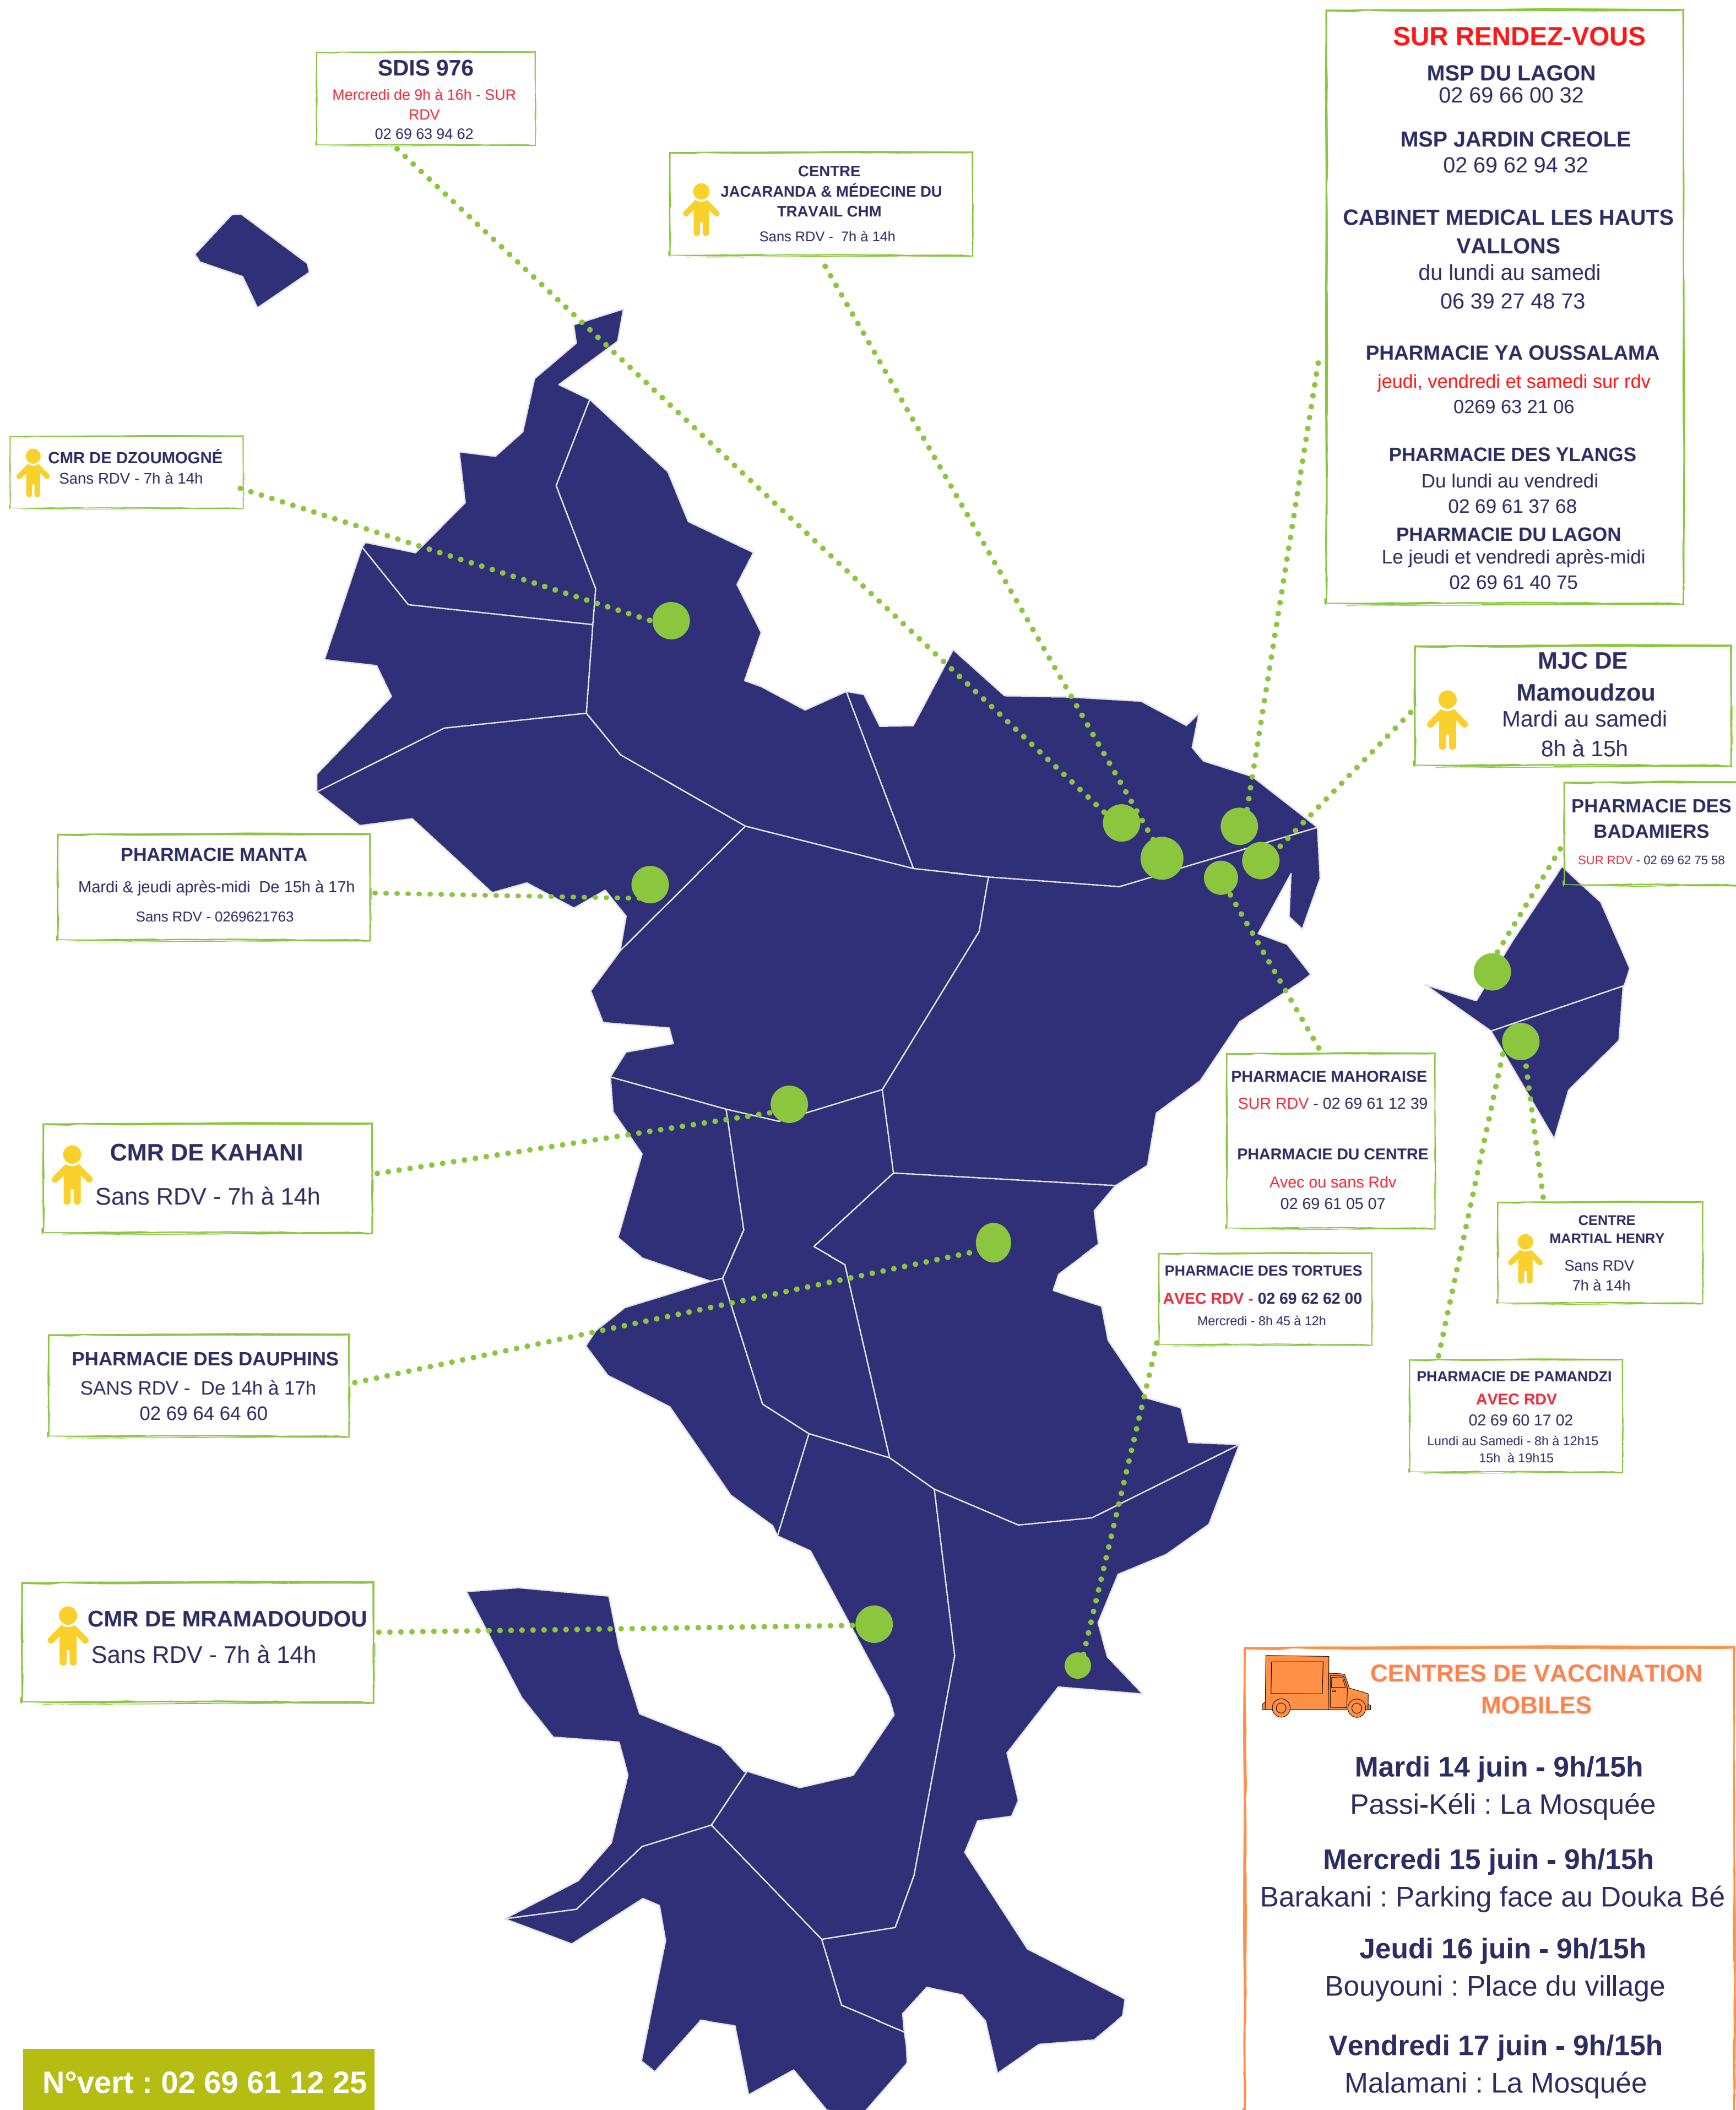 SDIS 976
Mercredi de 9h à 16h - SUR
RDV
02 69 63 94 62
CENTRE
JACARANDA & MÉDECINE DU
TRAVAIL CHM
Sans RDV - 7h à 14h
SUR RENDEZ-VOUS
MSP DU LAGON
02 69 66 00 32
MSP JARDIN CREOLE
02 69 62 94 32
CABINET MEDICAL LES HAUTS
VALLONS
du lundi au samedi
06 39 27 48 73
PHARMACIE YA OUSSALAMA
jeudi, vendredi et samedi sur rdv
0269 63 21 06
PHARMACIE DES YLANGS
Du lundi au vendredi
02 69 61 37 68
PHARMACIE DU LAGON
Le jeudi et vendredi après-midi
02 69 61 40 75
CMR DE DZOUMOGNÉ
Sans RDV - 7h à 14h
MJC DE
Mamoudzou
Mardi au samedi
8h à 15h
PHARMACIE DES
BADAMIERS
SUR RDV - 02 69 62 75 58
PHARMACIE MANTA
Mardi & jeudi après-midi De 15h à 17h
Sans RDV - 0269621763
PHARMACIE MAHORAISE
SUR RDV - 02 69 61 12 39
PHARMACIE DU CENTRE
Avec ou sans Rdv
02 69 61 05 07
CMR DE KAHANI
Sans RDV - 7h à 14h
CENTRE
MARTIAL HENRY
Sans RDV
7h à 14h
PHARMACIE DES TORTUES
AVEC RDV - 02 69 62 62 00
Mercredi - 8h 45 à 12h
PHARMACIE DES DAUPHINS
SANS RDV - De 14h à 17h
02 69 64 64 60
PHARMACIE DE PAMANDZI
AVEC RDV
02 69 60 17 02
Lundi au Samedi - 8h à 12h15
15h à 19h15
CMR DE MRAMADOUDOU
Sans RDV - 7h à 14h
CENTRES DE VACCINATION
MOBILES
Mardi 14 juin - 9h/15h
Passi-Kéli : La Mosquée
Mercredi 15 juin - 9h/15h
Barakani : Parking face au Douka Bé
Jeudi 16 juin - 9h/15h
Bouyouni : Place du village
Vendredi 17 juin - 9h/15h
Malamani : La Mosquée
N°vert : 02 69 61 12 25